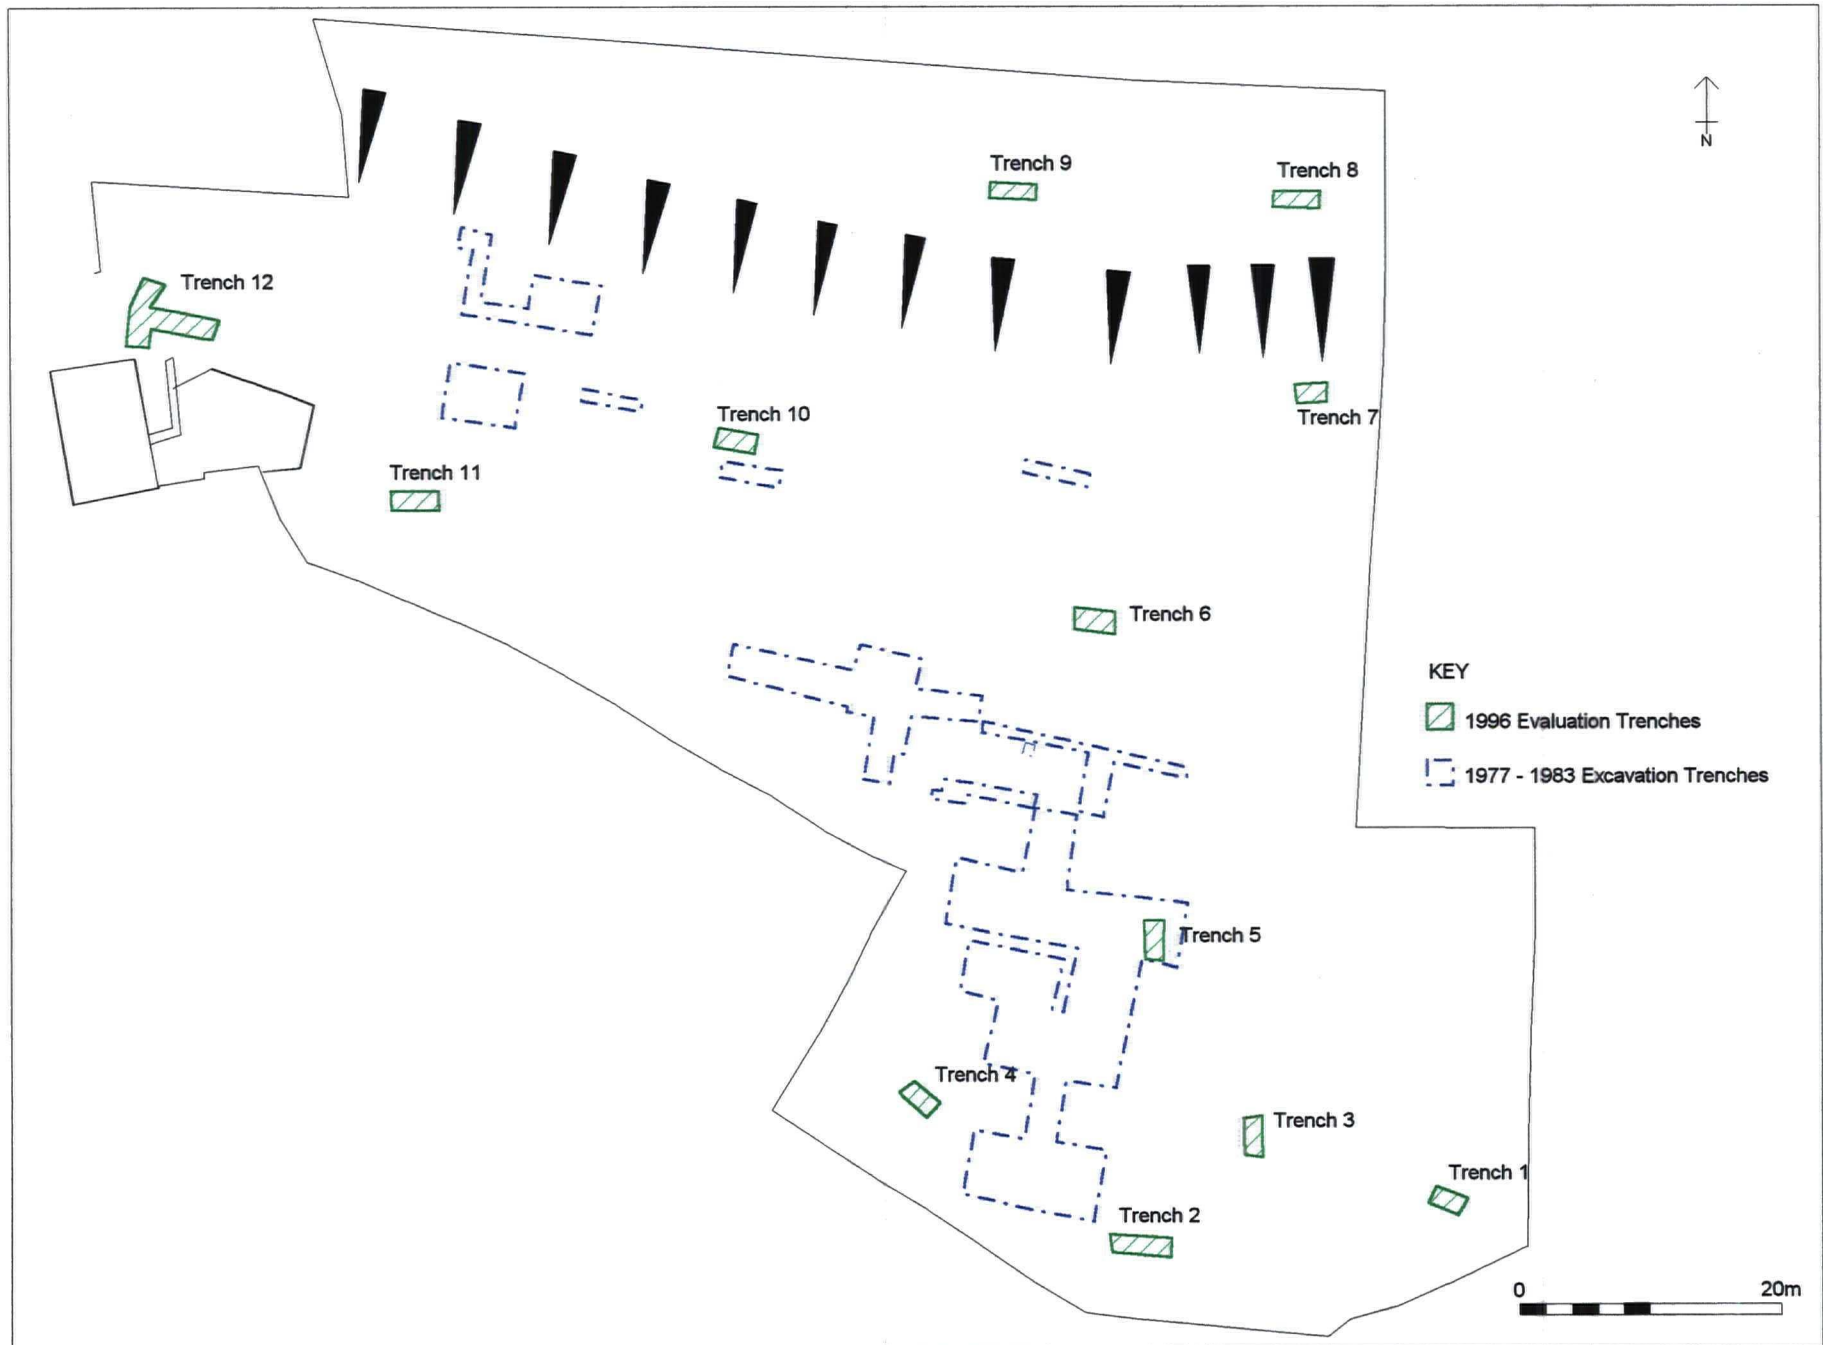 N
Trench 9
Trench 8
Trench 12
Trench 7
Trench 10
Trench 11
Trench 6
KEY
1996 Evaluation Trenches
1977 - 1983 Excavation Trenches
Trench 5
Trench 4
Trench 3
Trench 1
Trench 2
0 20m